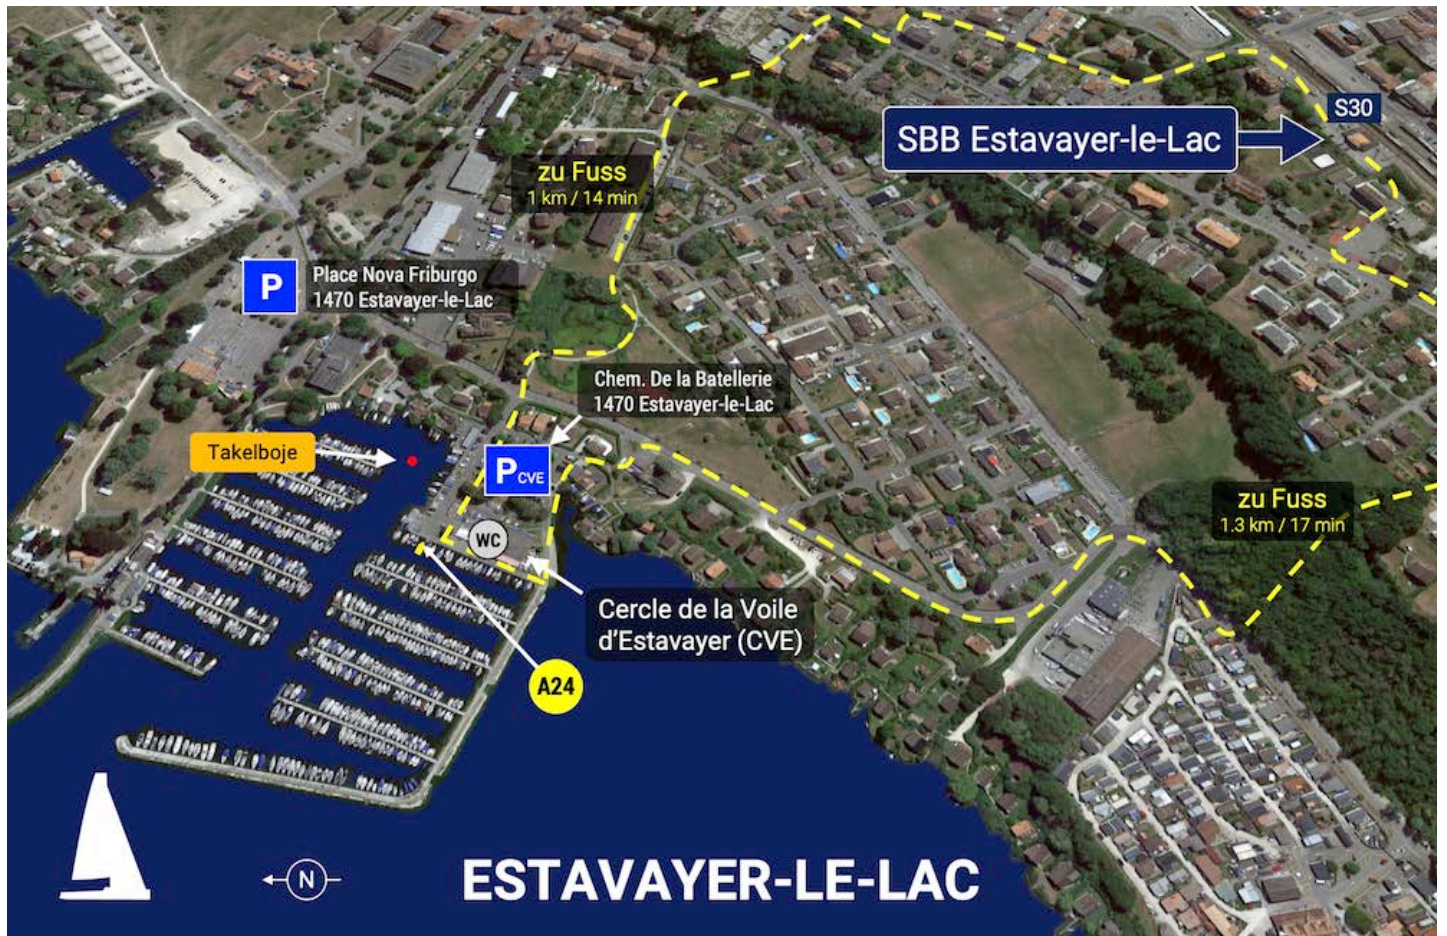 S30
SBB Estavayer-le-Lac
zu Fuss
1 km / 14 min
P
Place Nova Friburgo
1470 Estavayer-le-Lac
Chem. De la Batellerie
1470 Estavayer-le-Lac
Takelboje
P CVE
zu Fuss
1.3 km / 17 min
WC
Cercle de la Voile
d'Estavayer (CVE)
A24
N
ESTAVAYER-LE-LAC